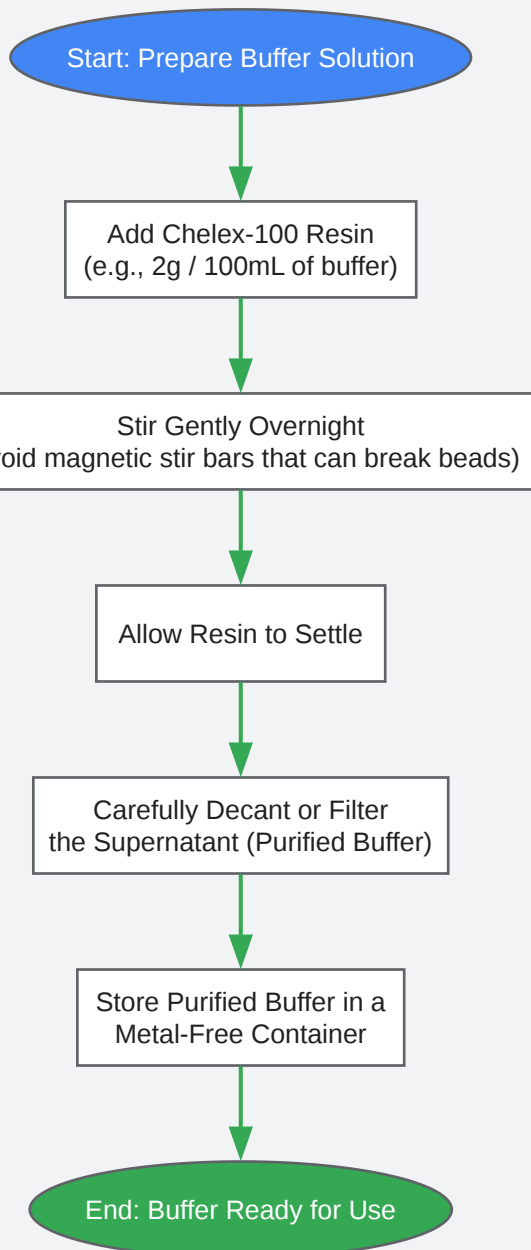 Start: Prepare Buffer Solution
Add Chelex-100 Resin
(e.g., 2g / 100mL of buffer)
Stir Gently Overnight
magnetic stir bars that can break beads)
Allow Resin to Settle
Carefully Decant or Filter
the Supernatant (Purified Buffer)
Store Purified Buffer in a
Metal-Free Container
End: Buffer Ready for Use